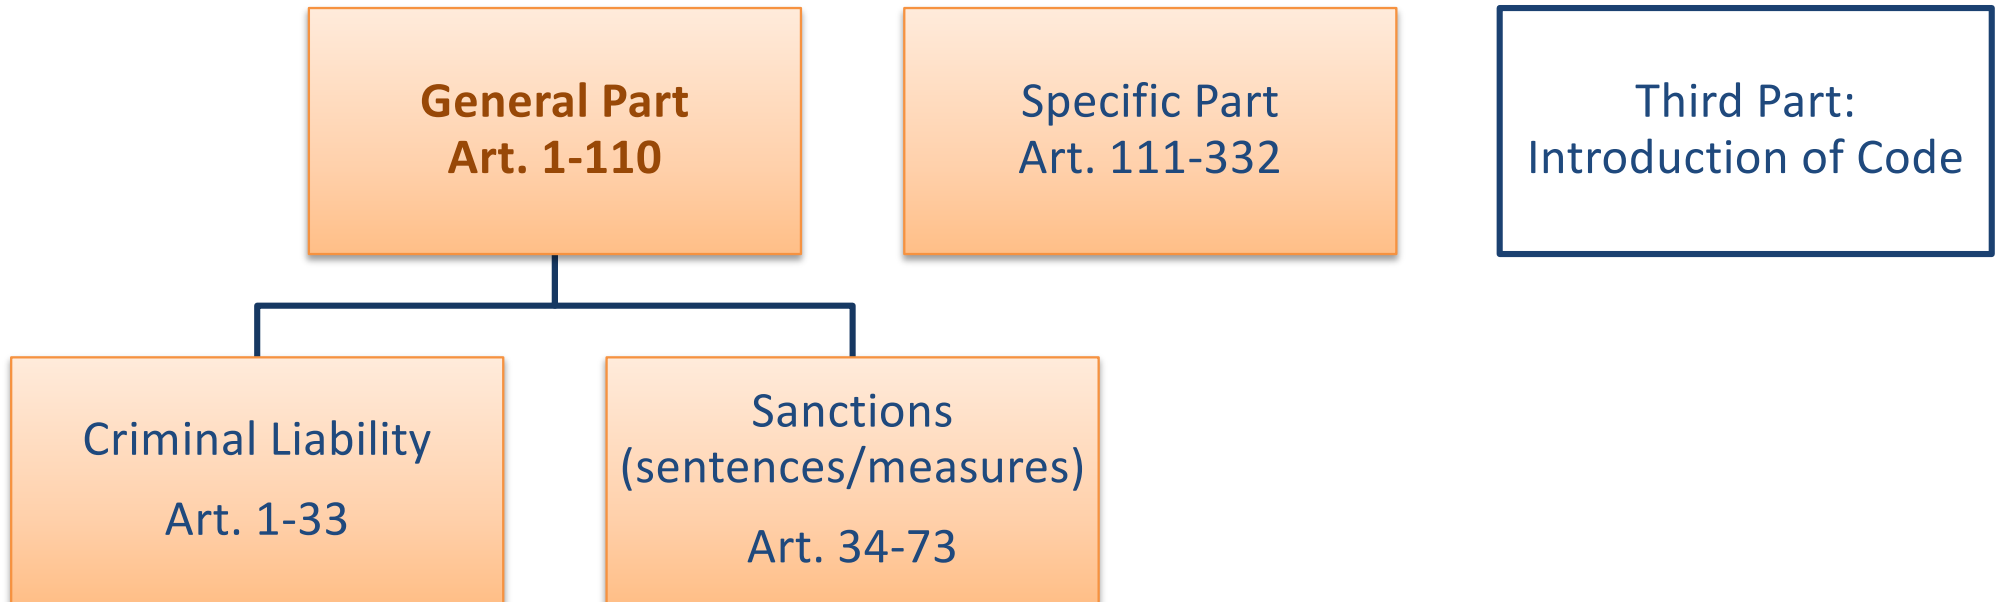 General Part
Art. 1-110
Specific Part
Art. 111-332
Third Part:
Introduction of Code
Criminal Liability
Art. 1-33
Sanctions
(sentences/measures)
Art. 34-73